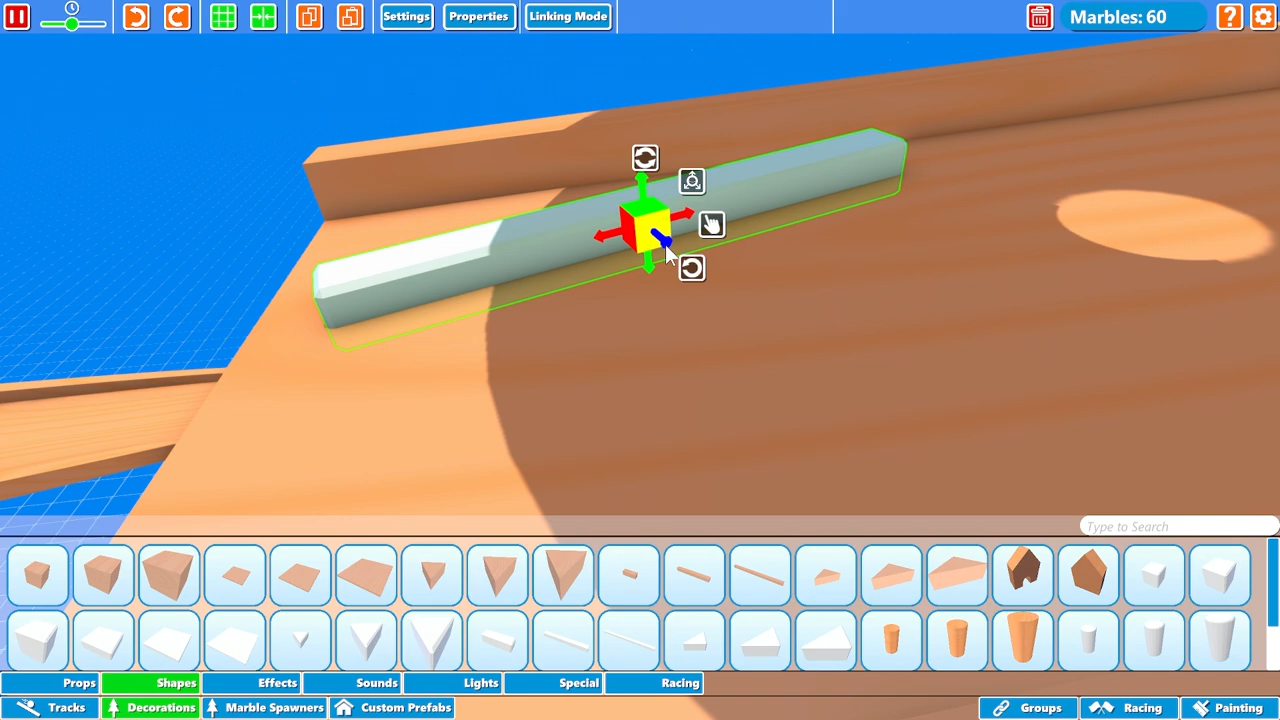 Settings Properties Linking Mode Marbles: 60 ?
Type to Search
Props Shapes Effects Sounds Lights Special Racing
Tracks Decorations Marble Spawners Custom Prefabs Groups Racing Painting